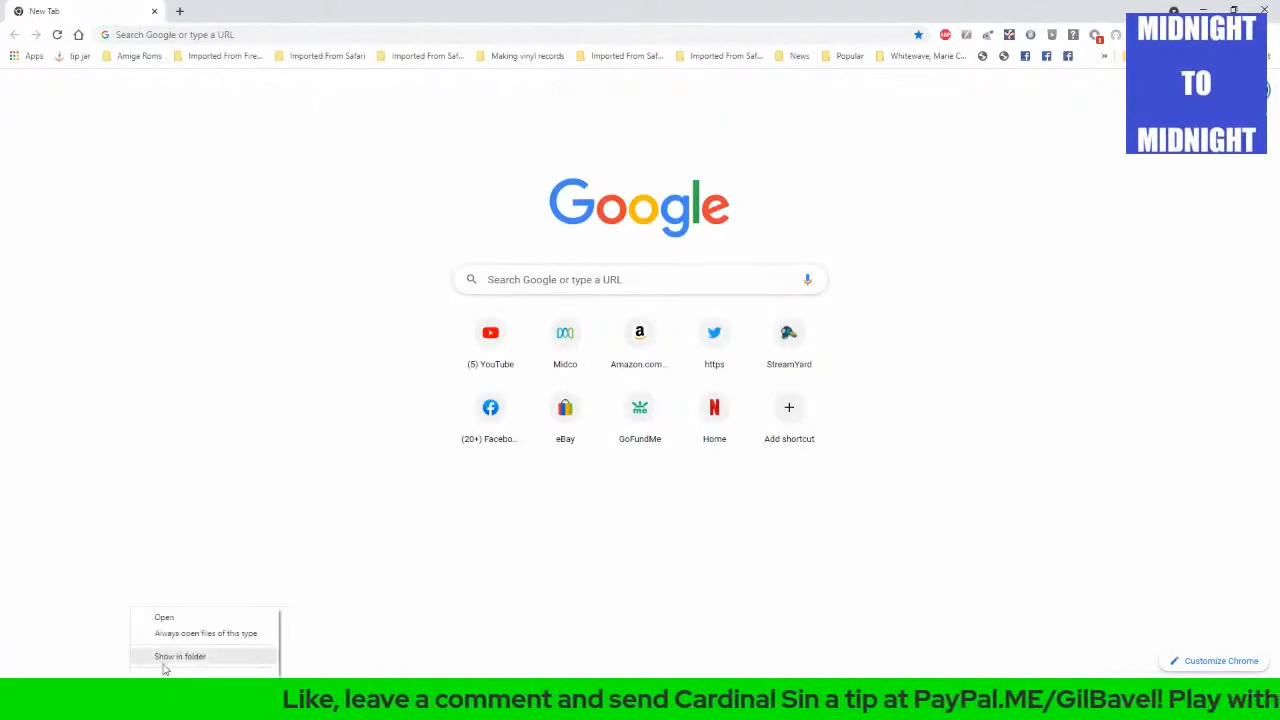 New Tab
Search Google or type a URL
Apps tip jar Amiga Roms Imported From Fire... Imported From Safari Imported From Saf... Making vinyl records Imported From Saf... Imported From Saf... News Popular Whitewave, Marie C... »
MIDNIGHT
TO
MIDNIGHT
Google
Search Google or type a URL
(5) YouTube Midco Amazon.com... https StreamYard
(20+) Facebo... eBay GoFundMe Home Add shortcut
Open
Always open files of this type
Show in folder
Customize Chrome
Like, leave a comment and send Cardinal Sin a tip at PayPal.ME/GilBavel! Play with